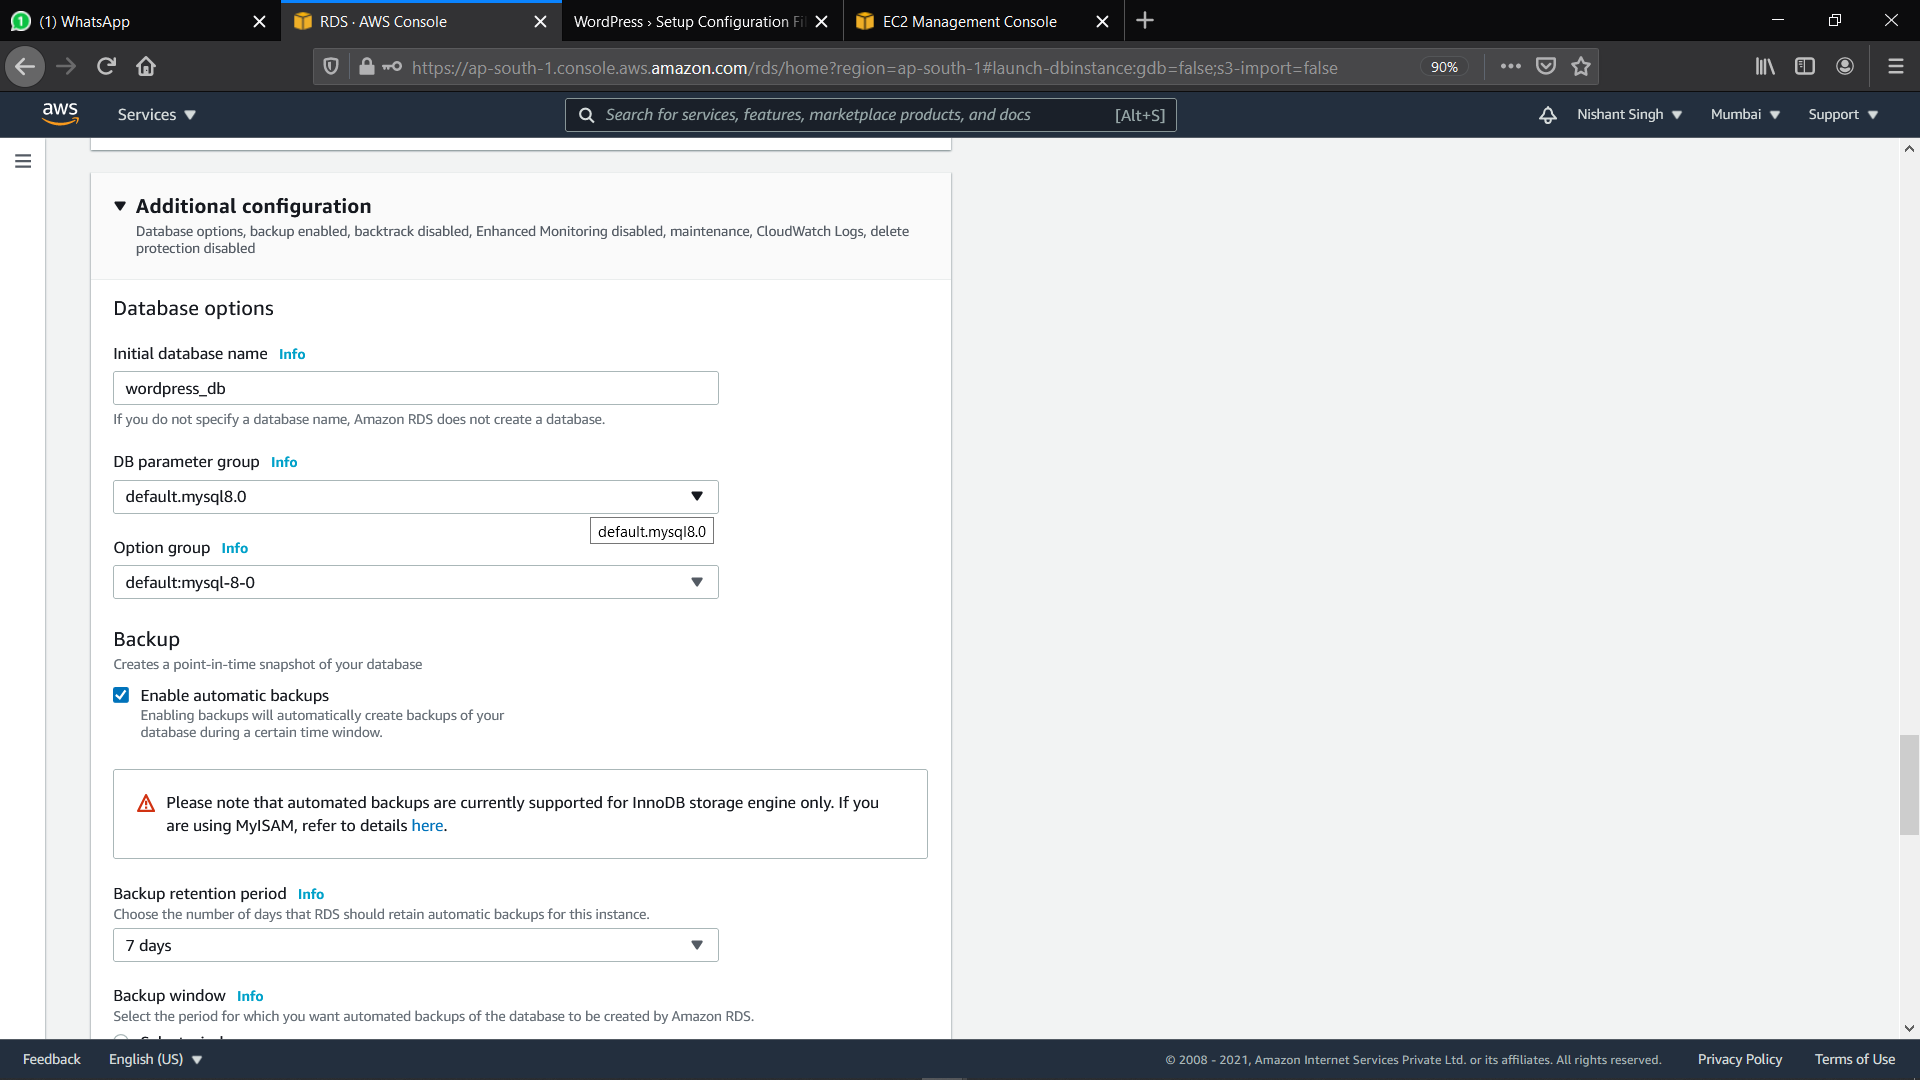 (1) WhatsApp
RDS · AWS Console
WordPress › Setup Configuration Fi
EC2 Management Console
https://ap-south-1.console.aws.amazon.com/rds/home?region=ap-south-1#launch-dbinstance:gdb=false;s3-import=false
90%
aws
Services
Search for services, features, marketplace products, and docs
[Alt+S]
Nishant Singh
Mumbai
Support
Additional configuration
Database options, backup enabled, backtrack disabled, Enhanced Monitoring disabled, maintenance, CloudWatch Logs, delete
protection disabled
Database options
Initial database name Info
wordpress_db
If you do not specify a database name, Amazon RDS does not create a database.
DB parameter group Info
default.mysql8.0
default.mysql8.0
Option group Info
default:mysql-8-0
Backup
Creates a point-in-time snapshot of your database
Enable automatic backups
Enabling backups will automatically create backups of your
database during a certain time window.
Please note that automated backups are currently supported for InnoDB storage engine only. If you
are using MyISAM, refer to details here.
Backup retention period Info
Choose the number of days that RDS should retain automatic backups for this instance.
7 days
Backup window Info
Select the period for which you want automated backups of the database to be created by Amazon RDS.
Feedback
English (US)
© 2008 - 2021, Amazon Internet Services Private Ltd. or its affiliates. All rights reserved.
Privacy Policy
Terms of Use